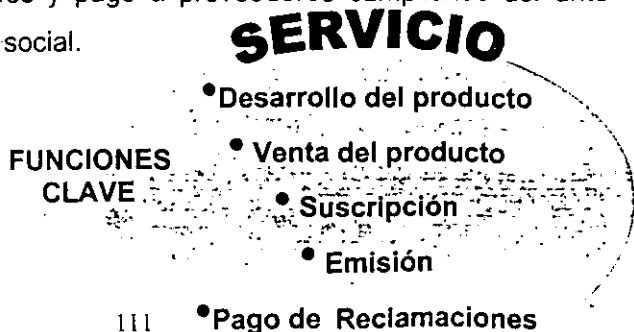 social.
SERVICIO
•Desarrollo del producto
• Venta del producto
FUNCIONES
CLAVE
• Suscripción
• Emisión
111
•Pago de Reclamaciones